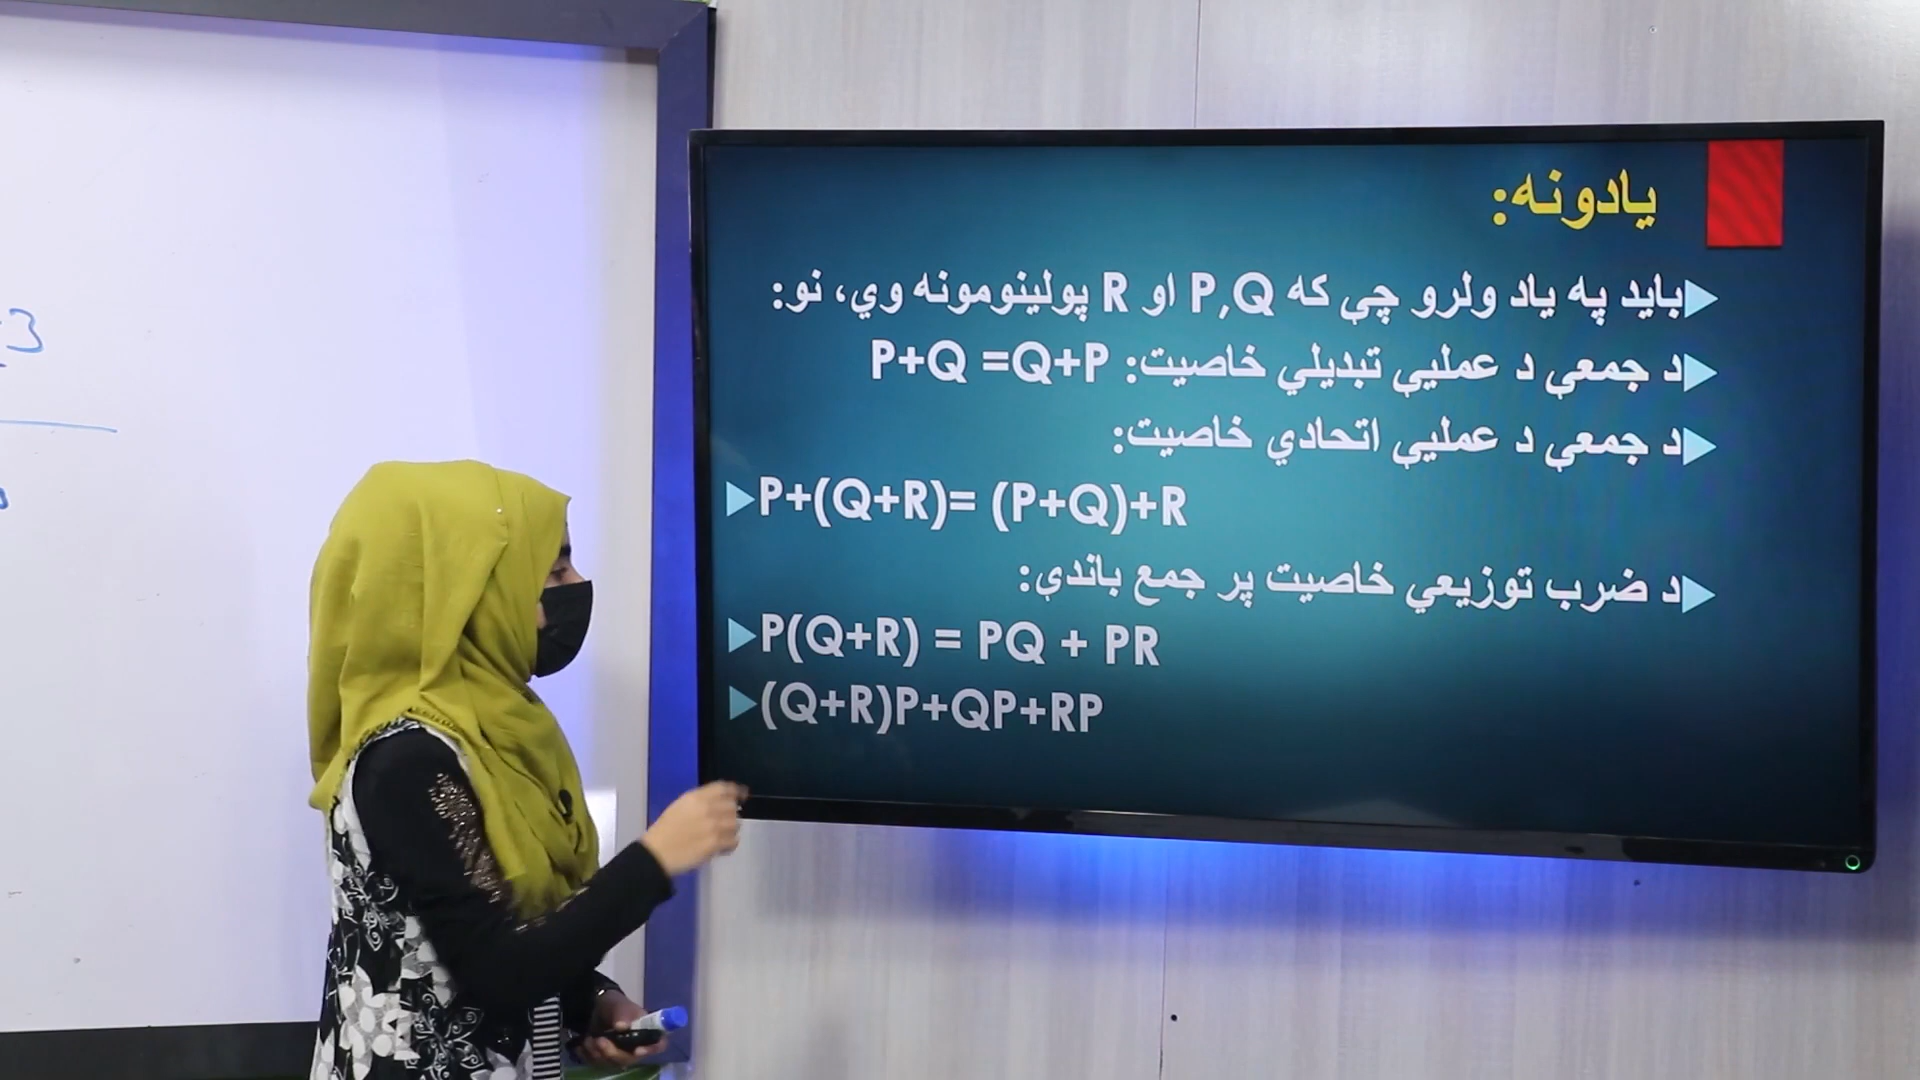 یادونه:
باید په یاد ولرو چې که P,Q او R پولینومونه وي، نو:
د جمعې د عملیې تبدیلي خاصیت: P+Q =Q+P
د جمعې د عملیې اتحادي خاصیت:
P+(Q+R)= (P+Q)+R
د ضرب توزیعي خاصیت پر جمع باندې:
P(Q+R) = PQ + PR
(Q+R)P+QP+RP
3